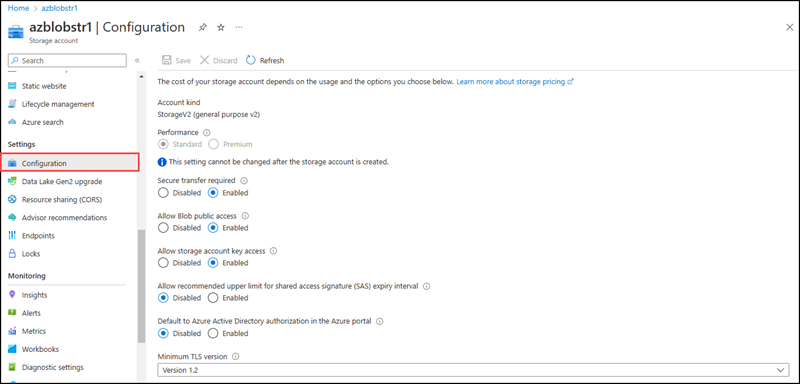 Home > azblobstr1 >
azblobstr1 | Configuration
Storage account
Search
Static website
Lifecycle management
Azure search
Settings
Configuration
Data Lake Gen2 upgrade
Resource sharing (CORS)
Advisor recommendations
Endpoints
Locks
Monitoring
Insights
Alerts
Metrics
Workbooks
Diagnostic settings
Save Discard Refresh
The cost of your storage account depends on the usage and the options you choose below. Learn more about storage pricing
Account kind
StorageV2 (general purpose v2)
Performance
Standard Premium
This setting cannot be changed after the storage account is created.
Secure transfer required
Disabled Enabled
Allow Blob public access
Disabled Enabled
Allow storage account key access
Disabled Enabled
Allow recommended upper limit for shared access signature (SAS) expiry interval
Disabled Enabled
Default to Azure Active Directory authorization in the Azure portal
Disabled Enabled
Minimum TLS version
Version 1.2